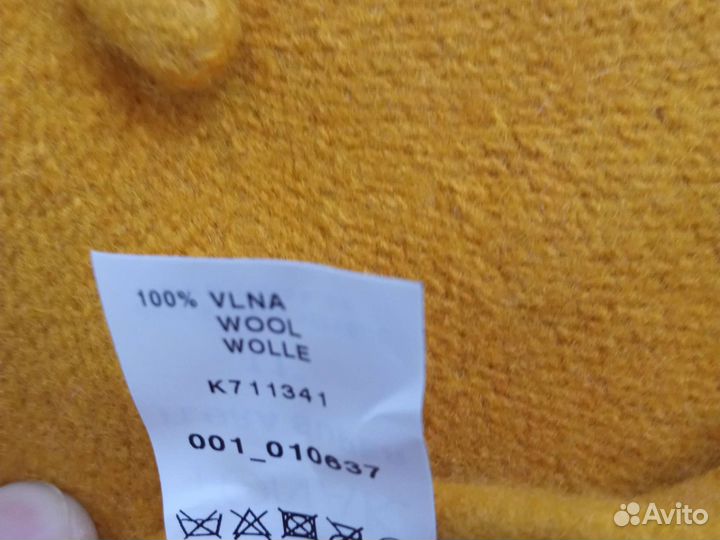 100% VLNA
WOOL
WOLLE
K711341
001_010637
Avito